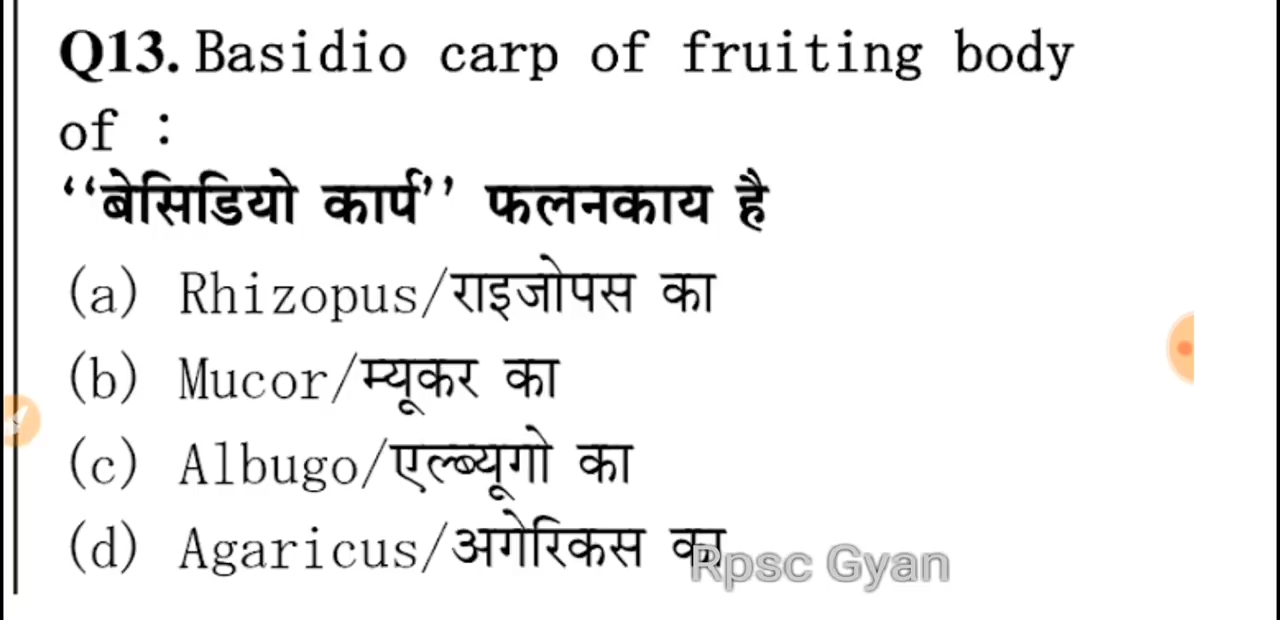 Q13. Basidio carp of fruiting body
of :
‘‘बेसिडियो कार्प’’ फलनकाय है
(a) Rhizopus/राइजोपस का
(b) Mucor/म्यूकर का
(c) Albugo/एल्ब्यूगो का
(d) Agaricus/अगेरिकस का
Rpsc Gyan